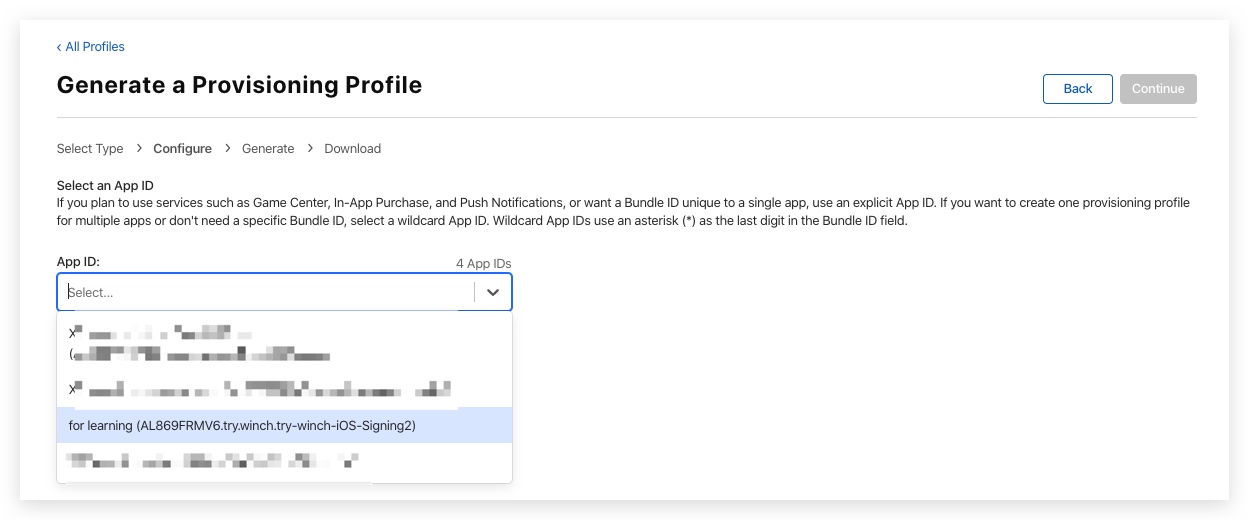 ‹ All Profiles
Generate a Provisioning Profile
Back
Continue
Select Type > Configure > Generate > Download
Select an App ID
If you plan to use services such as Game Center, In-App Purchase, and Push Notifications, or want a Bundle ID unique to a single app, use an explicit App ID. If you want to create one provisioning profile
for multiple apps or don't need a specific Bundle ID, select a wildcard App ID. Wildcard App IDs use an asterisk (*) as the last digit in the Bundle ID field.
App ID:
4 App IDs
Select...
for learning (AL869FRMV6.try.winch.try-winch-iOS-Signing2)